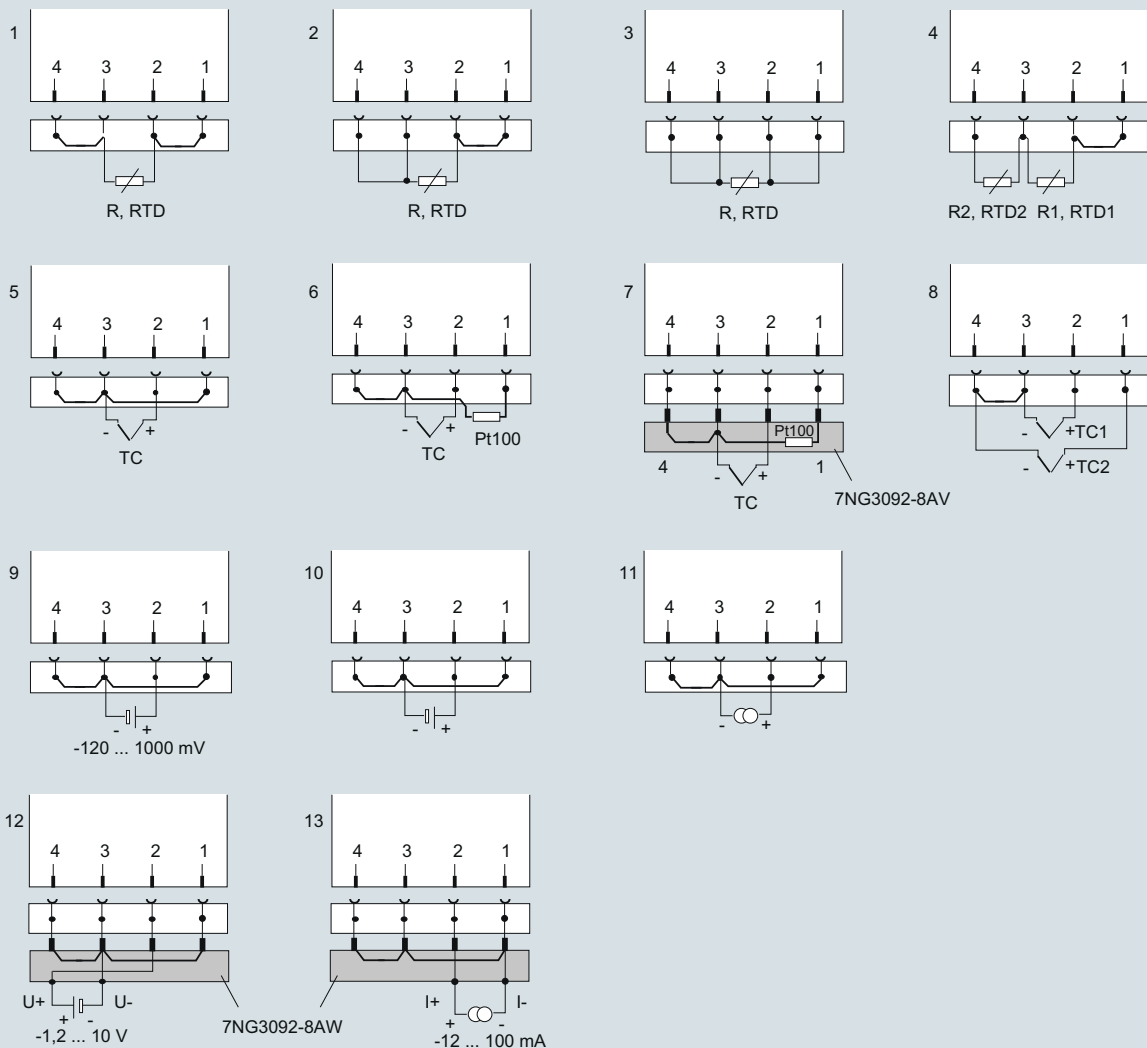 1 2 3 4
4 3 2 1 4 3 2 1 4 3 2 1 4 3 2 1
R, RTD R, RTD R, RTD R2, RTD2 R1, RTD1
5 6 7 8
4 3 2 1 4 3 2 1 4 3 2 1 4 3 2 1
- + - + Pt100 Pt100 - +TC1
TC TC Pt100 4 - + 1 - +TC2
TC 7NG3092-8AV
9 10 11
4 3 2 1 4 3 2 1 4 3 2 1
- + - + - +
-120 ... 1000 mV
12 13
4 3 2 1 4 3 2 1
U+ U- I+ I-
+ - 7NG3092-8AW + -
-1,2 ... 10 V -12 ... 100 mA